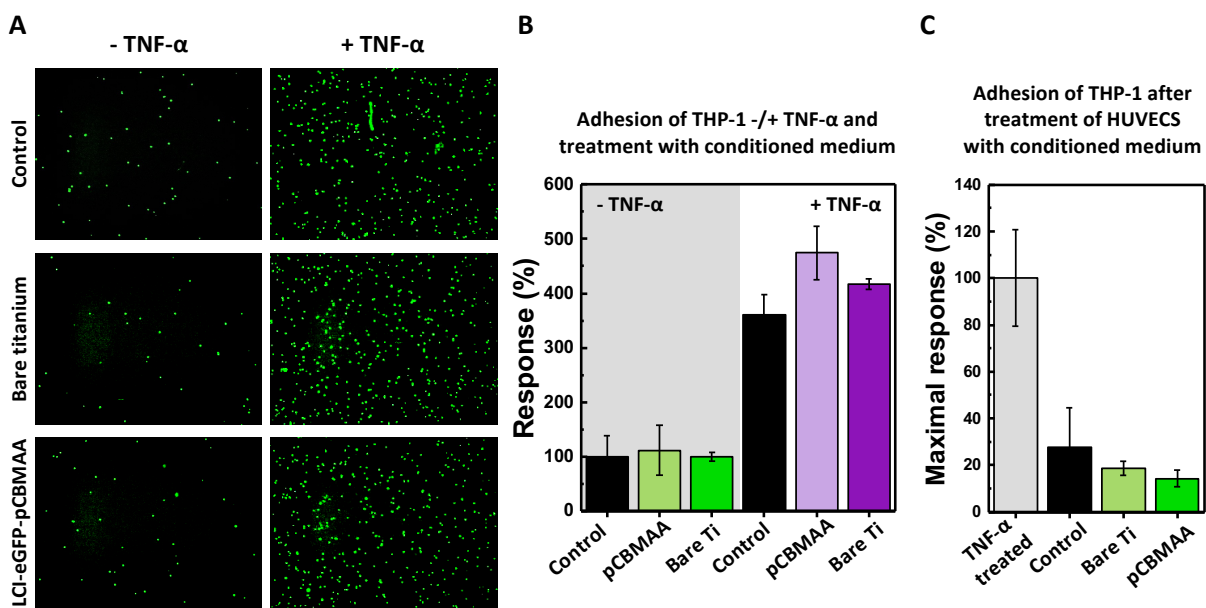 A
- TNF-α
+ TNF-α
Control
Bare titanium
LCI-eGFP-pCBMAA
B
Adhesion of THP-1 -/+ TNF-α and
treatment with conditioned medium
Response (%)
600
500
400
300
200
100
0
- TNF-α
+ TNF-α
Control
pCBMAA
Bare Ti
Control
pCBMAA
Bare Ti
C
Adhesion of THP-1 after
treatment of HUVECS
with conditioned medium
Maximal response (%)
140
120
100
80
60
40
20
0
TNF-α
treated
Control
Bare Ti
pCBMAA